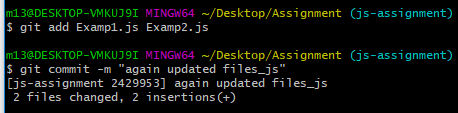 m13@DESKTOP-VMKUJ9I MINGW64 ~/Desktop/Assignment (js-assignment)
$ git add Examp1.js Examp2.js
m13@DESKTOP-VMKUJ9I MINGW64 ~/Desktop/Assignment (js-assignment)
$ git commit -m "again updated files_js"
[js-assignment 2429953] again updated files_js
2 files changed, 2 insertions(+)